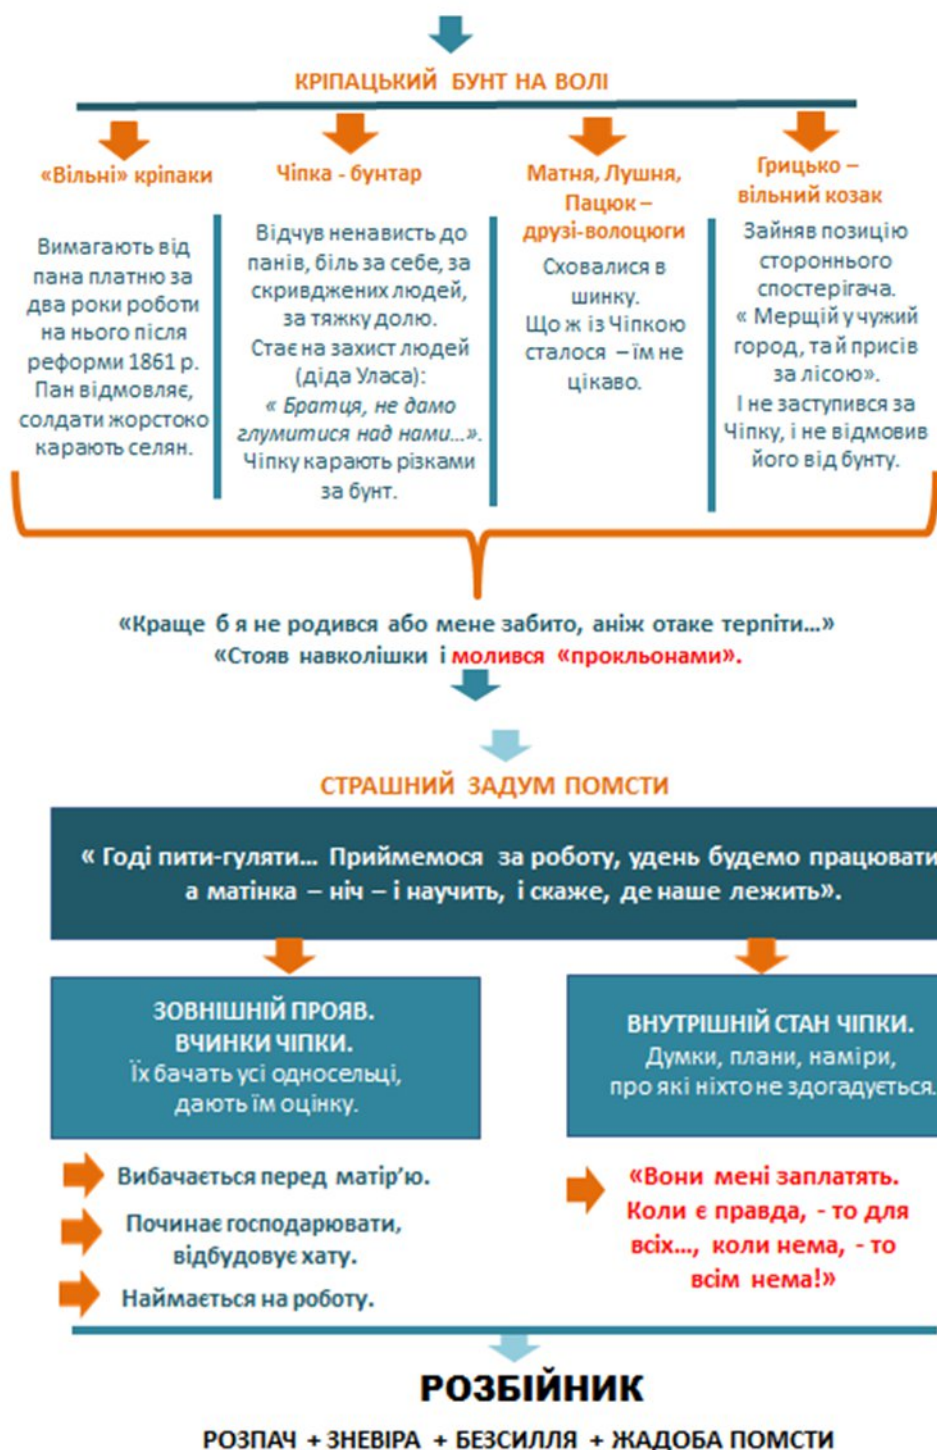 КРІПАЦЬКИЙ БУНТ НА ВОЛІ
«Вільні» кріпаки
Вимагають від
пана платню за
два роки роботи
на нього після
реформи 1861 р.
Пан відмовляє,
солдати жорстоко
карають селян.
Чіпка - бунтар
Відчув ненависть до
панів, біль за себе, за
скривджених людей,
за тяжку долю.
Стає на захист людей
(діда Уласа):
« Братця, не дамо
глумитися над нами...».
Чіпку карають різками
за бунт.
Матня, Лушня,
Пацюк –
друзі-волоцюги
Сховалися в
шинку.
Що ж із Чіпкою
сталося – їм не
цікаво.
Грицько –
вільний козак
Зайняв позицію
стороннього
спостерігача.
« Мерщій у чужий
город, тай присів
за лісою».
І не заступився за
Чіпку, і не відмовив
його від бунту.
«Краще б я не родився або мене забито, аніж отаке терпіти...»
«Стояв навколішки і молився «прокльонами».
СТРАШНИЙ ЗАДУМ ПОМСТИ
« Годі пити-гуляти... Приймемося за роботу, удень будемо працювати
а матінка – ніч – і научить, і скаже, де наше лежить».
ЗОВНІШНІЙ ПРОЯВ.
ВЧИНКИ ЧІПКИ.
Їх бачать усі односельці,
дають їм оцінку.
Вибачається перед матір’ю.
Починає господарювати,
відбудовує хату.
Наймається на роботу.
ВНУТРІШНІЙ СТАН ЧІПКИ.
Думки, плани, наміри,
про які ніхто не здогадується.
«Вони мені заплатять.
Коли є правда, - то для
всіх..., коли нема, - то
всім нема!»
РОЗБІЙНИК
РОЗПАЧ + ЗНЕВІРА + БЕЗСИЛЛЯ + ЖАДОБА ПОМСТИ